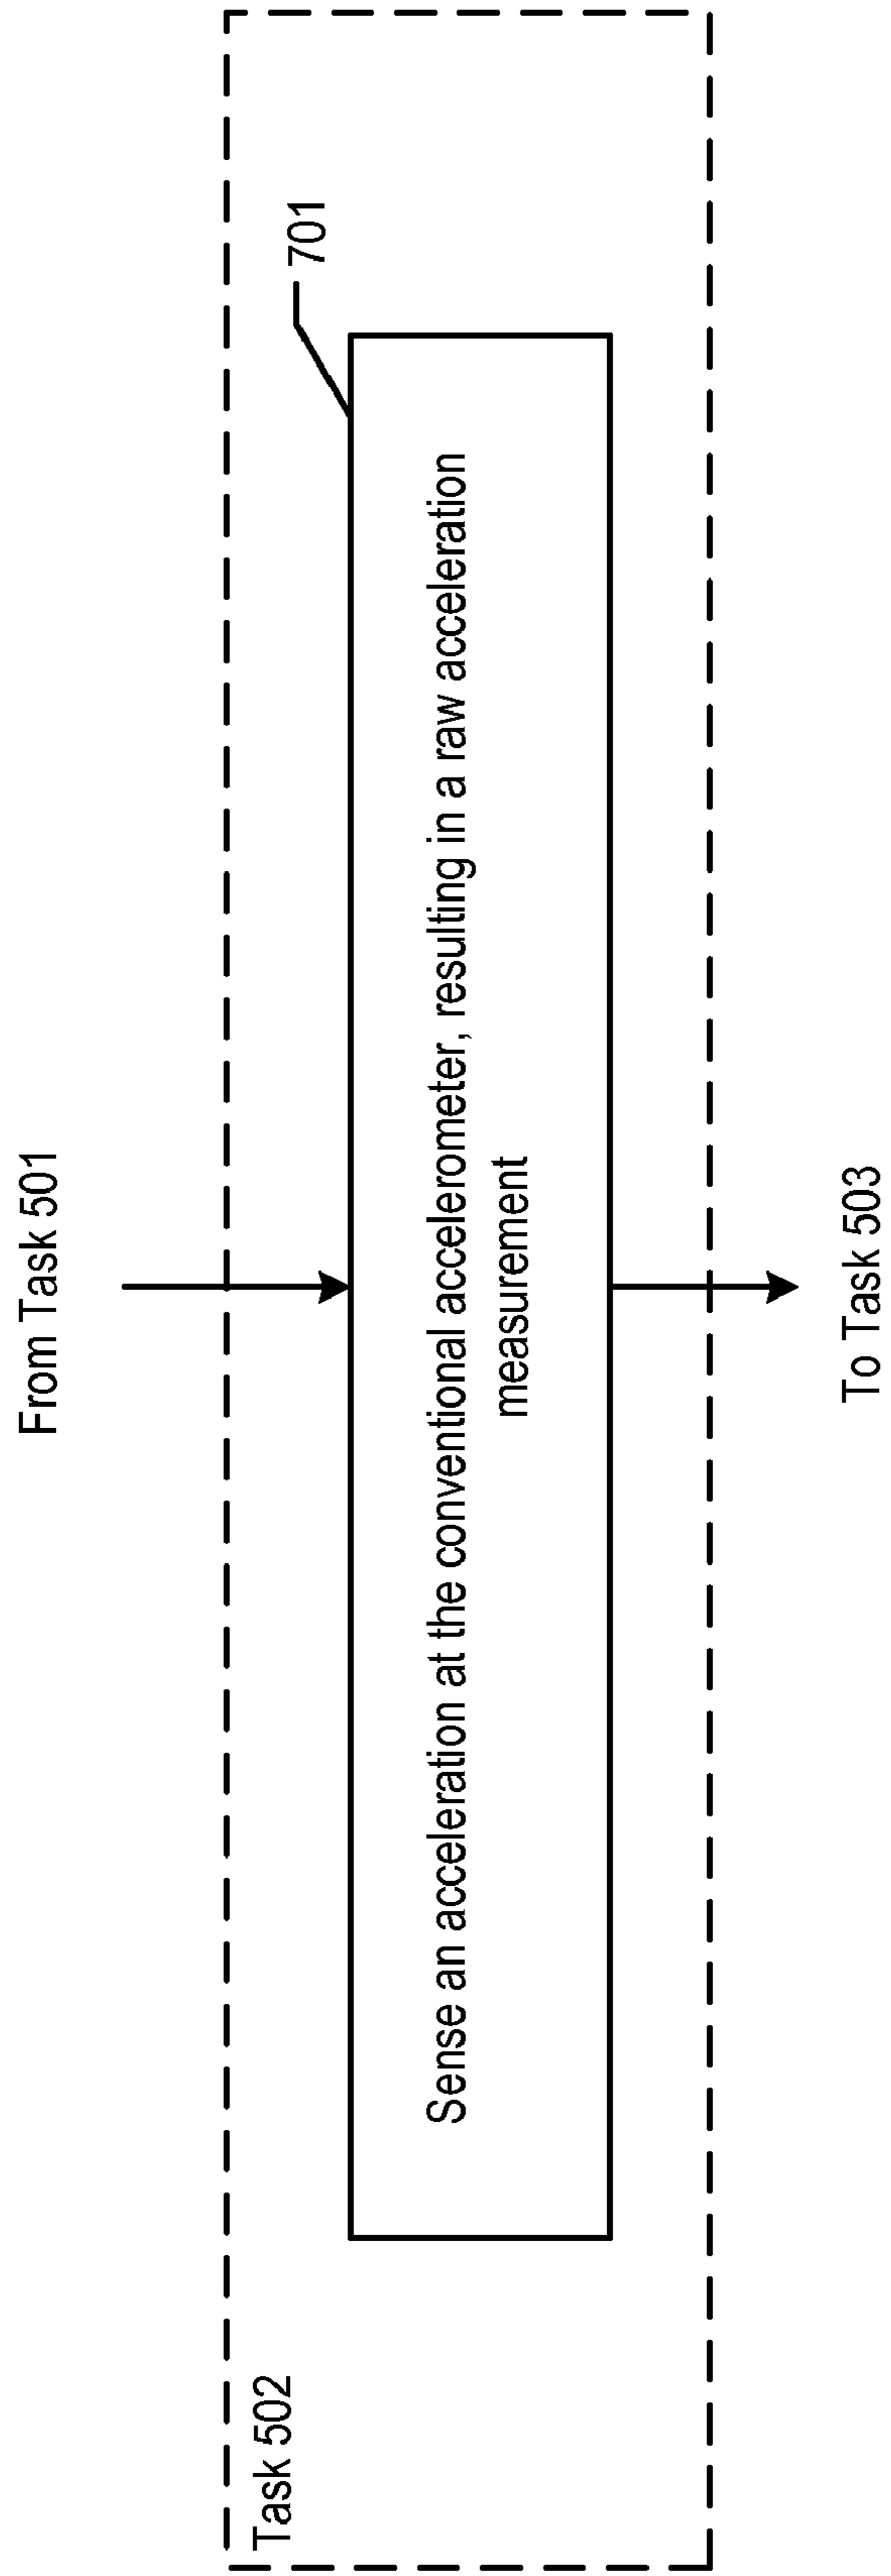 From Task 501
Task 502
701
Sense an acceleration at the conventional accelerometer, resulting in a raw acceleration
measurement
To Task 503